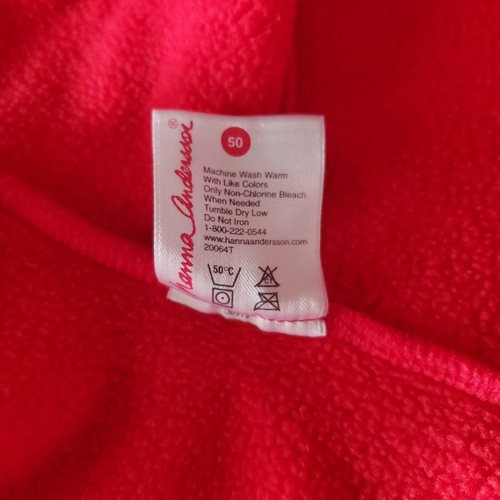 hanna Andersson®
50
Machine Wash Warm
With Like Colors
Only Non-Chlorine Bleach
When Needed
Tumble Dry Low
Do Not Iron
1-800-222-0544
www.hannaandersson.com
20064T
50°C